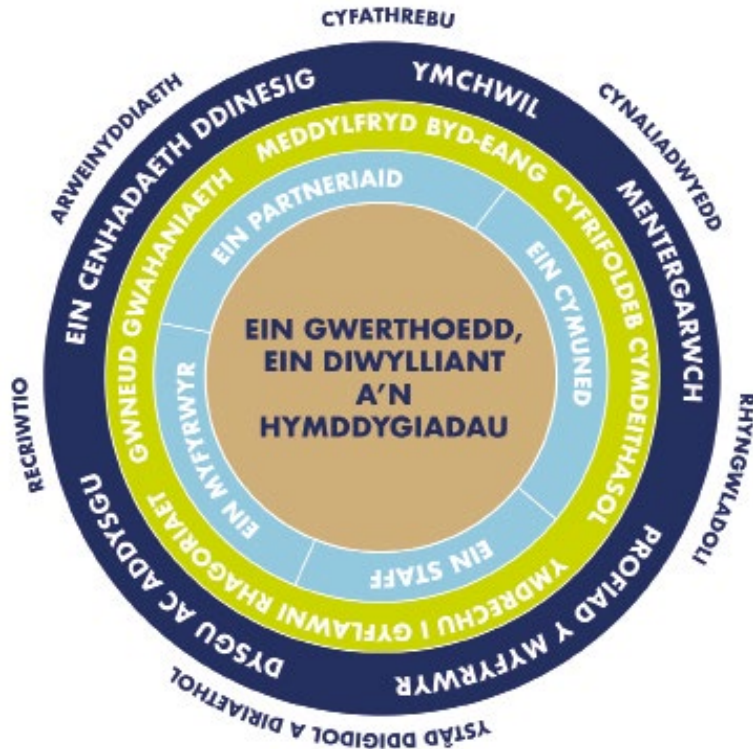 CYFATHREBU
CYNALIADWYEDD
RHYNGWLADOLI
YSTÂD DDIGIDOL A DIRIAETHOL
RECRIWTIO
ARWEINYDDIAETH
EIN CENHADAETH DDINESIG
YMCHWIL
MENTERGARWCH
PROFIAD Y MYFYRWYR
DYSGU AC ADDYSGU
GWNEUD GWAHANIAETH
MEDDYLFRYD BYD-EANG
CYFRIFOLDEB CYMDEITHASOL
YMDRECHU I GYFLAWNI RHAGORIAET
EIN PARTNERIAID
EIN CYMUNED
EIN STAFF
EIN MYFYRWYR
EIN GWERTHOEDD,
EIN DIWYLLIANT
A'N
HYMDDYGIADAU